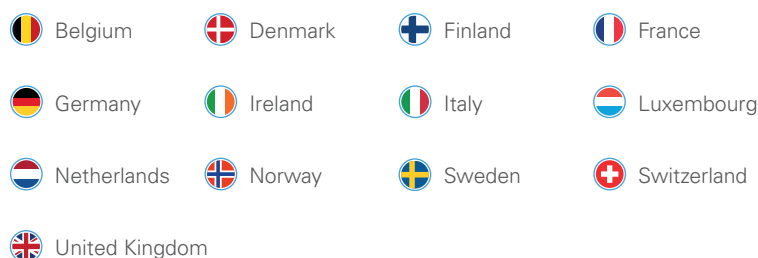 Belgium Denmark Finland France
Germany Ireland Italy Luxembourg
Netherlands Norway Sweden Switzerland
United Kingdom